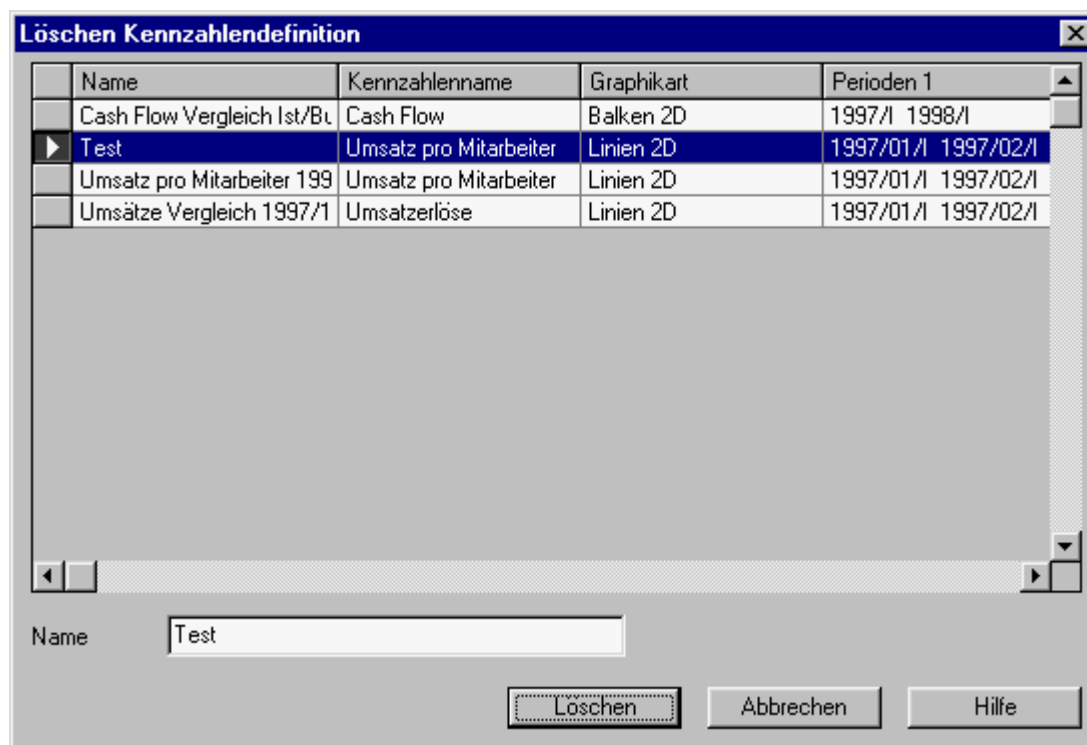 Löschen Kennzahlendefinition
Name Kennzahlenname Graphikart Perioden 1
Cash Flow Vergleich Ist/Bu Cash Flow Balken 2D 1997/I 1998/I
Test Umsatz pro Mitarbeiter Linien 2D 1997/01/I 1997/02/I
Umsatz pro Mitarbeiter 199 Umsatz pro Mitarbeiter Linien 2D 1997/01/I 1997/02/I
Umsätze Vergleich 1997/1 Umsatzerlöse Linien 2D 1997/01/I 1997/02/I
Name Test
Löschen Abbrechen Hilfe